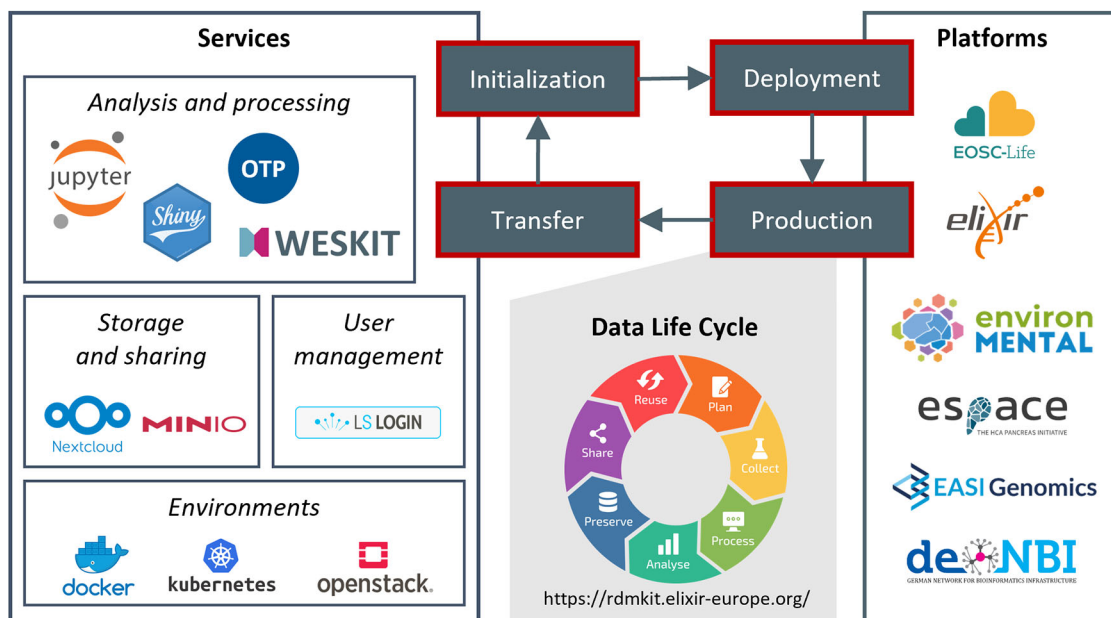 Services
Analysis and processing
jupyter
OTP
Shiny
WESKIT
Storage
and sharing
Nextcloud
MINIO
User
management
LS LOGIN
Environments
docker
kubernetes
openstack.
Initialization
Deployment
Transfer
Production
Data Life Cycle
Reuse
Plan
Share
Collect
Preserve
Process
Analyse
https://rdmkit.elixir-europe.org/
Platforms
EOSC-Life
elixir
environ
MENTAL
espace
THE HCA PANCREAS INITIATIVE
EASI Genomics
de NBI
GERMAN NETWORK FOR BIOINFORMATICS INFRASTRUCTURE